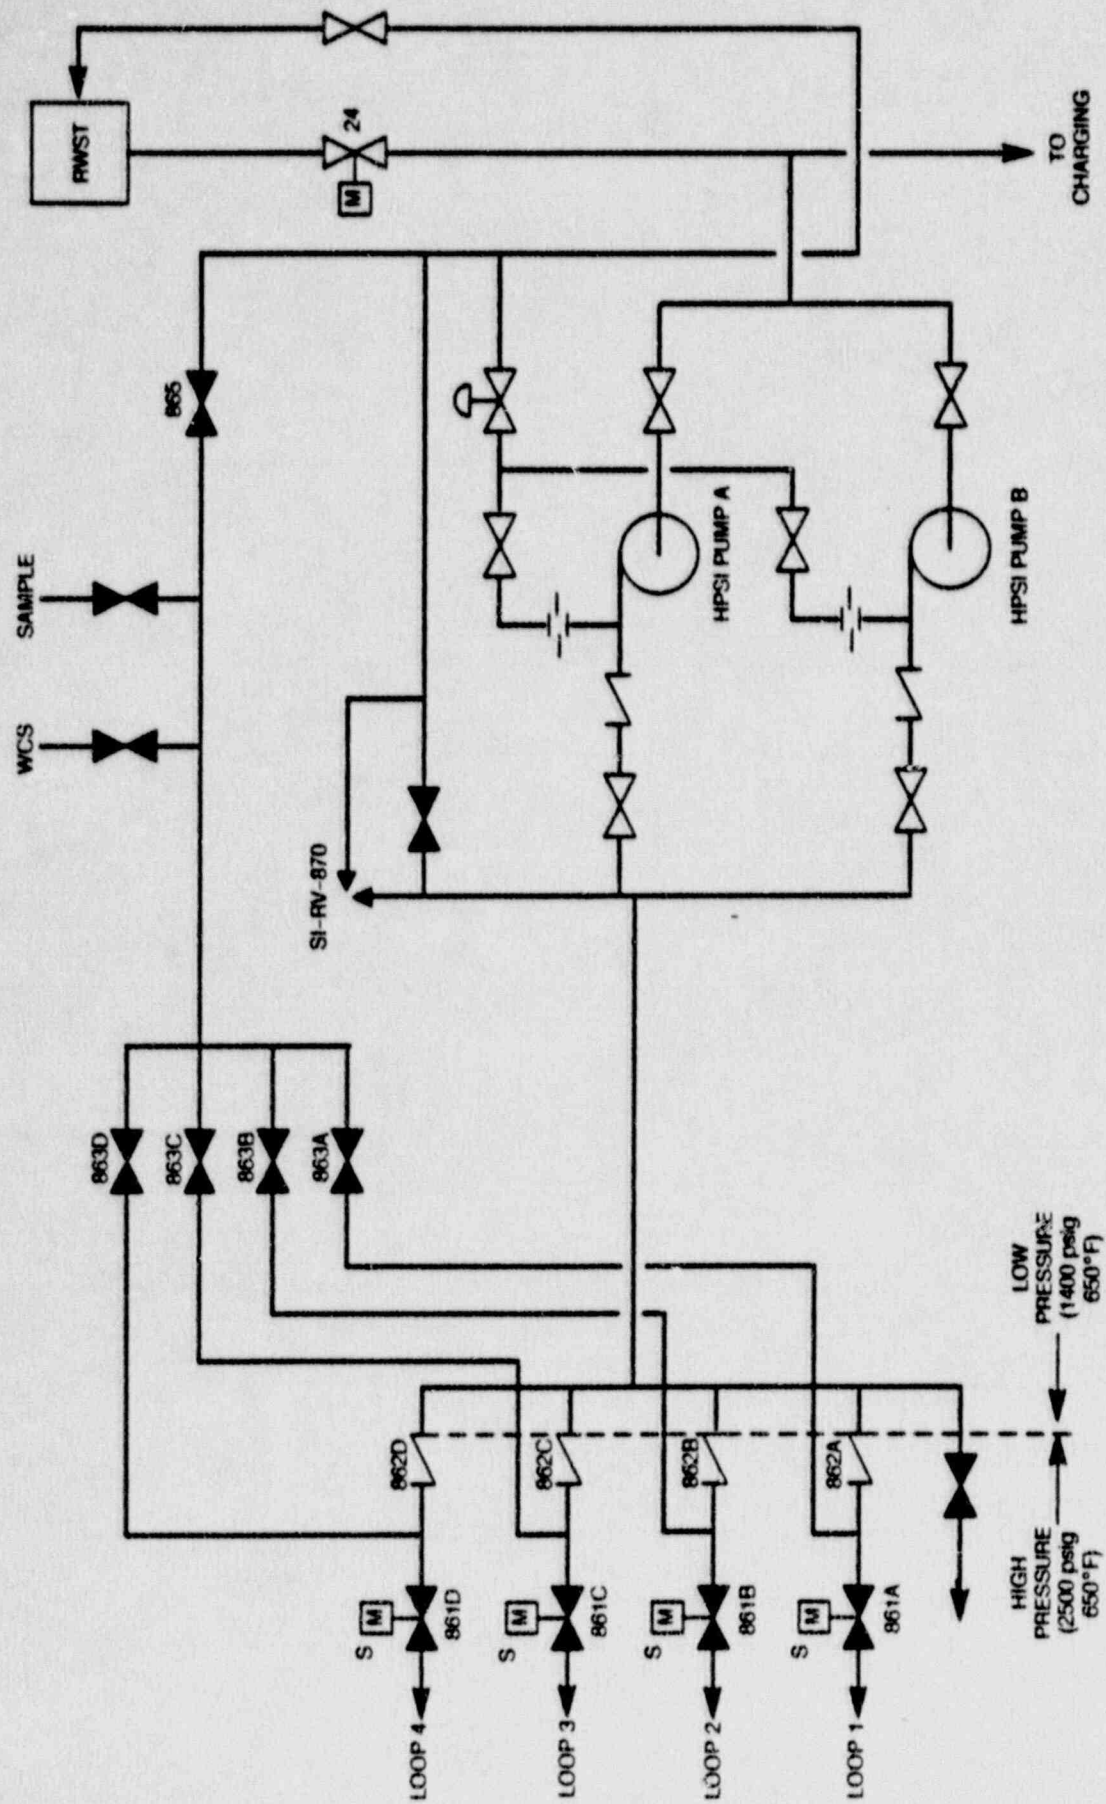 RWST
M
24
TO
CHARGING
865
SAMPLE
WCS
HPSI PUMP A
HPSI PUMP B
SI-RV-870
863D
863C
863B
863A
LOW
PRESSURE
(1400 psig
650°F)
862D
862C
862B
862A
HIGH
PRESSURE
(2500 psig
650°F)
S
M
861D
S
M
861C
S
M
861B
S
M
861A
LOOP 4
LOOP 3
LOOP 2
LOOP 1